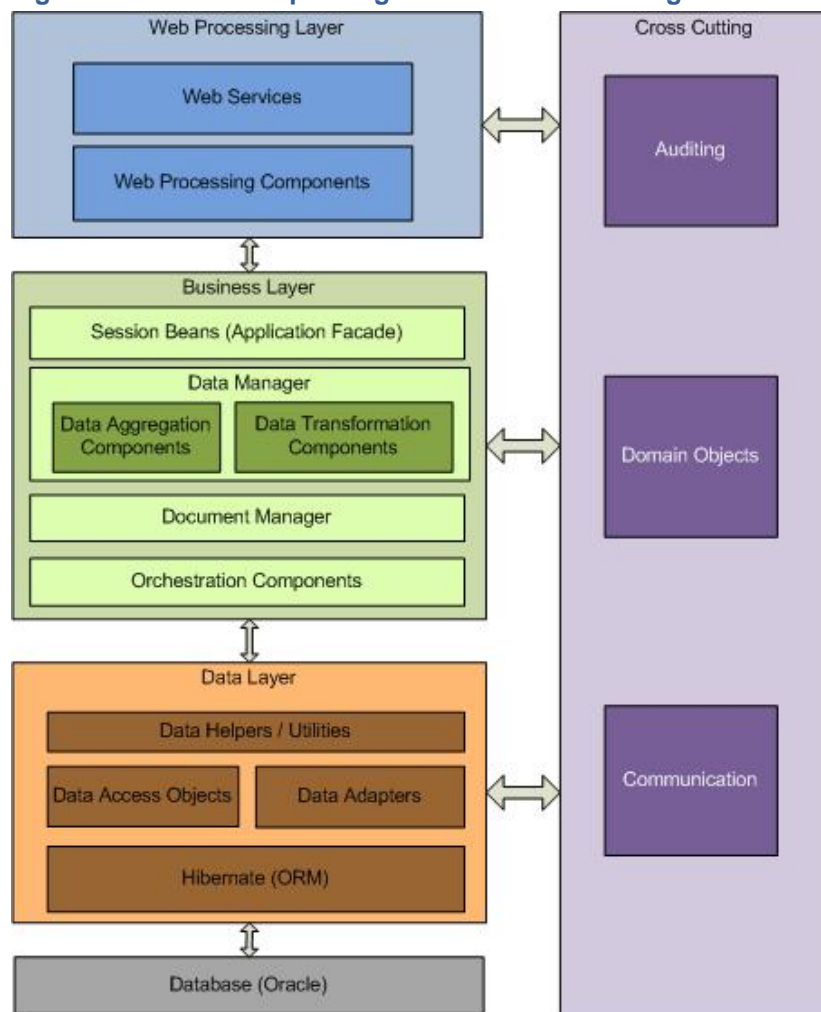 Web Processing Layer
Web Services
Web Processing Components
Business Layer
Session Beans (Application Facade)
Data Manager
Data Aggregation
Components
Data Transformation
Components
Document Manager
Orchestration Components
Data Layer
Data Helpers / Utilities
Data Access Objects
Data Adapters
Hibernate (ORM)
Database (Oracle)
Cross Cutting
Auditing
Domain Objects
Communication